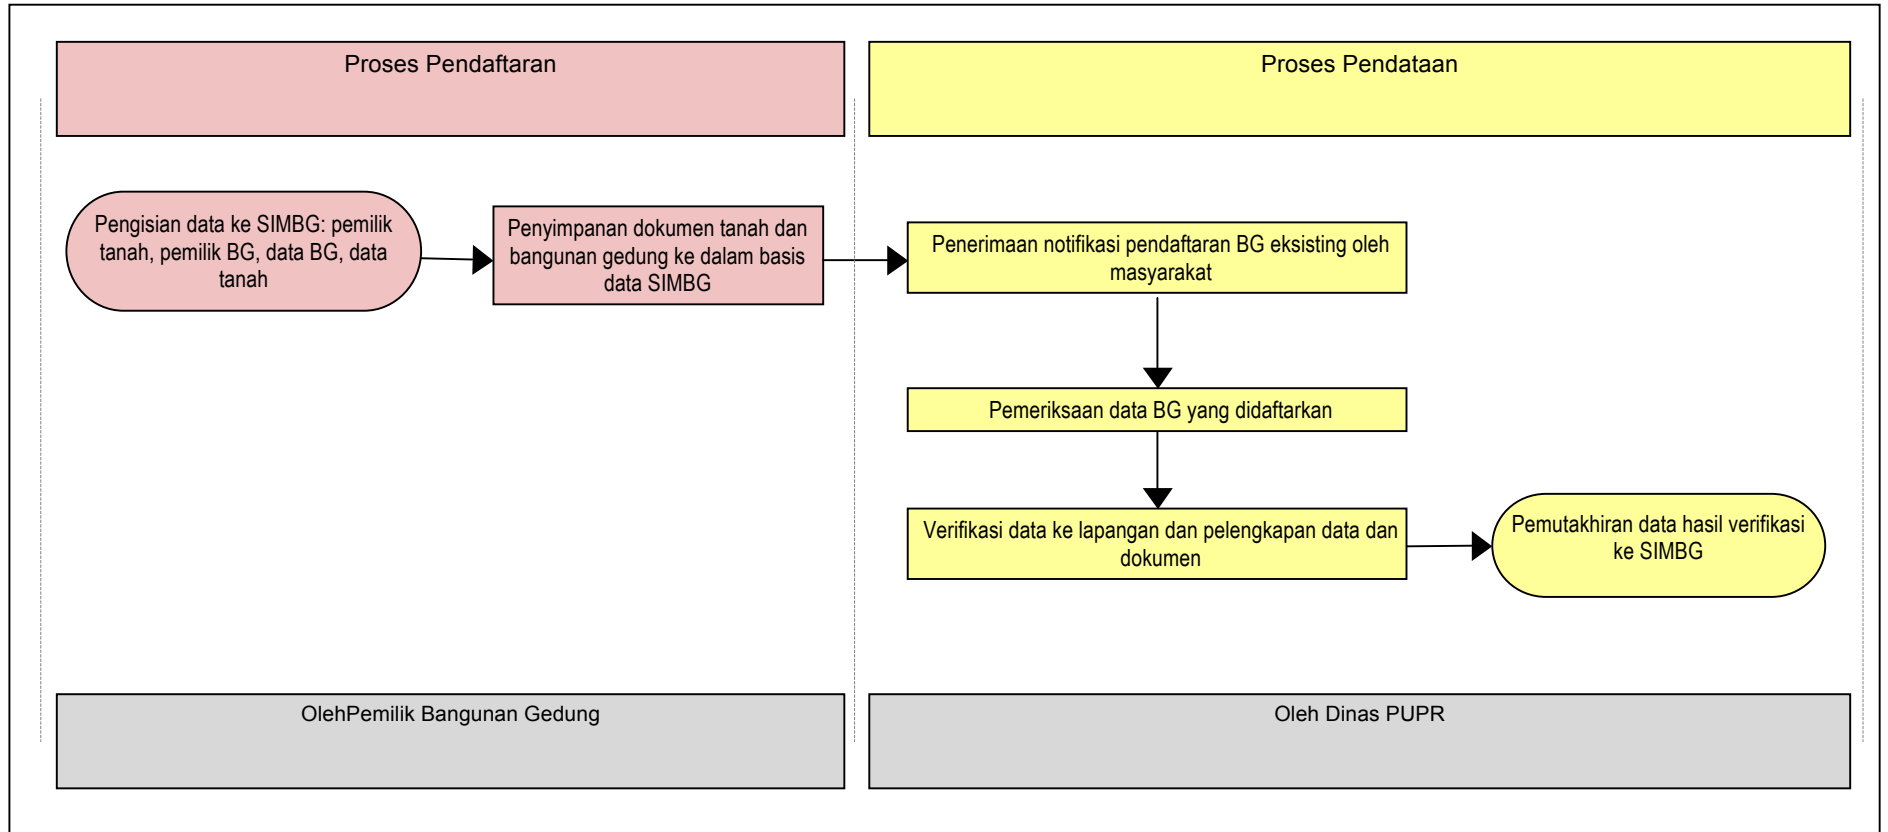 Proses Pendaftaran
Proses Pendataan
Pengisian data ke SIMBG: pemilik
tanah, pemilik BG, data BG, data
tanah
Penyimpanan dokumen tanah dan
bangunan gedung ke dalam basis
data SIMBG
Penerimaan notifikasi pendaftaran BG eksisting oleh
masyarakat
Pemeriksaan data BG yang didaftarkan
Verifikasi data ke lapangan dan pelengkapan data dan
dokumen
Pemutakhiran data hasil verifikasi
ke SIMBG
OlehPemilik Bangunan Gedung
Oleh Dinas PUPR